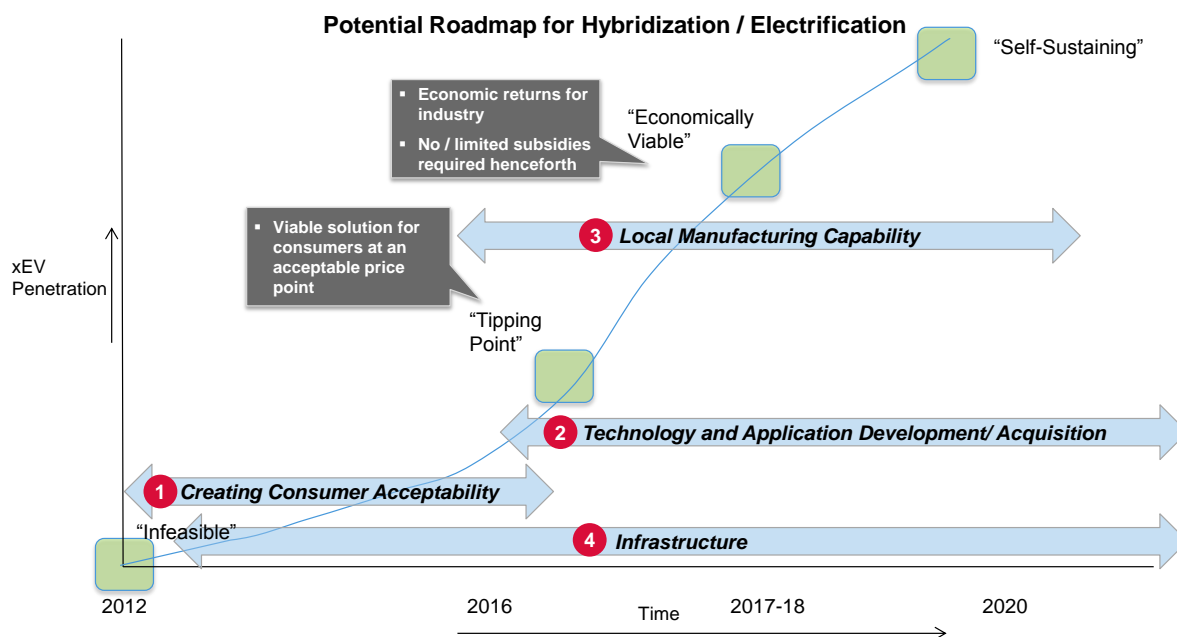 Potential Roadmap for Hybridization / Electrification
“Self-Sustaining”
▪ Economic returns for
industry
▪ No / limited subsidies
required henceforth
“Economically
Viable”
▪ Viable solution for
consumers at an
acceptable price
point
3 Local Manufacturing Capability
xEV
Penetration
“Tipping
Point”
2 Technology and Application Development/ Acquisition
1 Creating Consumer Acceptability
“Infeasible”
4 Infrastructure
2012 2016 2017-18 2020
Time